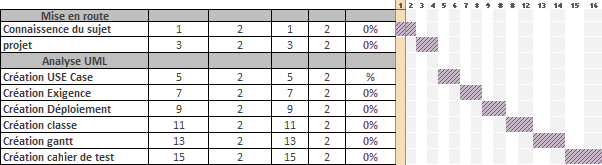 1 2 3 4 5 6 7 8 9 10 11 12 13 14 15 16
Mise en route
Connaissance du sujet 1 2 1 2 0%
projet 3 2 3 2 0%
Analyse UML
Création USE Case 5 2 5 2 %
Création Exigence 7 2 7 2 0%
Création Déploiement 9 2 9 2 0%
Création classe 11 2 11 2 0%
Création gantt 13 2 13 2 0%
Création cahier de test 15 2 15 2 0%